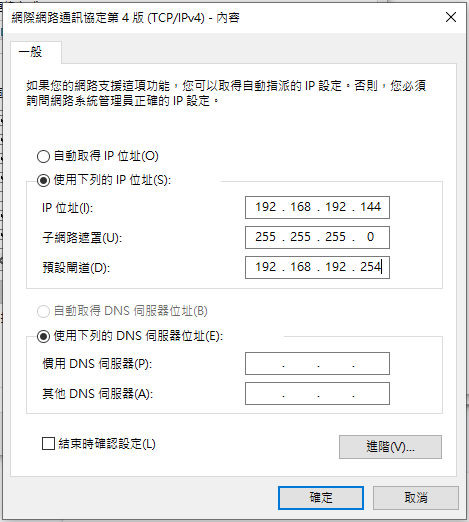 網際網路通訊協定第 4 版 (TCP/IPv4) - 內容
一般
如果您的網路支援這項功能，您可以取得自動指派的 IP 設定。否則，您必須
詢問網路系統管理員正確的 IP 設定。
自動取得 IP 位址(O)
使用下列的 IP 位址(S):
IP 位址(I): 192 . 168 . 192 . 144
子網路遮罩(U): 255 . 255 . 255 . 0
預設閘道(D): 192 . 168 . 192 . 254
自動取得 DNS 伺服器位址(B)
使用下列的 DNS 伺服器位址(E):
慣用 DNS 伺服器(P): . . .
其他 DNS 伺服器(A): . . .
結束時確認設定(L)
進階(V)...
確定 取消